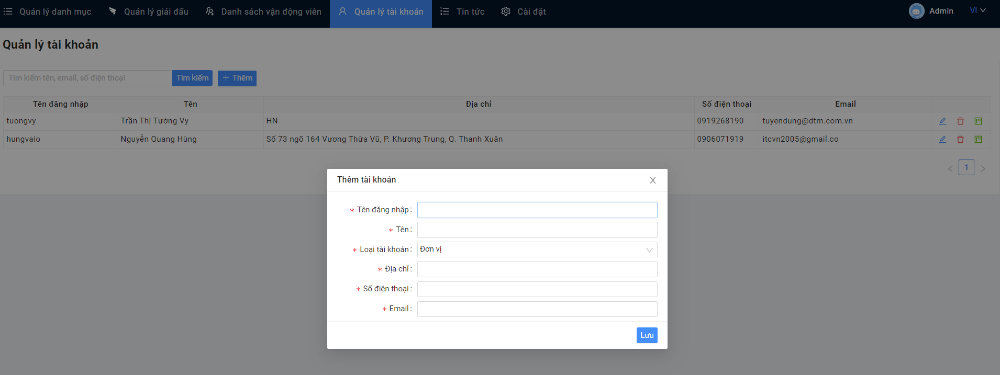 Quản lý danh mục Quản lý giải đấu Danh sách vận động viên Quản lý tài khoản Tin tức Cài đặt Admin VI
Quản lý tài khoản
Tìm kiếm tên, email, số điện thoại Tìm kiếm Thêm
Tên đăng nhập Tên Địa chỉ Số điện thoại Email
tuongvy Trần Thị Tường Vy HN 0919268190 tuyendung@dtm.com.vn
hungvaio Nguyễn Quang Hùng Số 73 ngõ 164 Vương Thừa Vũ, P. Khương Trung, Q. Thanh Xuân 0906071919 itcvn2005@gmail.co
< 1 >
Thêm tài khoản X
* Tên đăng nhập:
* Tên:
* Loại tài khoản: Đơn vị
* Địa chỉ:
* Số điện thoại:
* Email:
Lưu